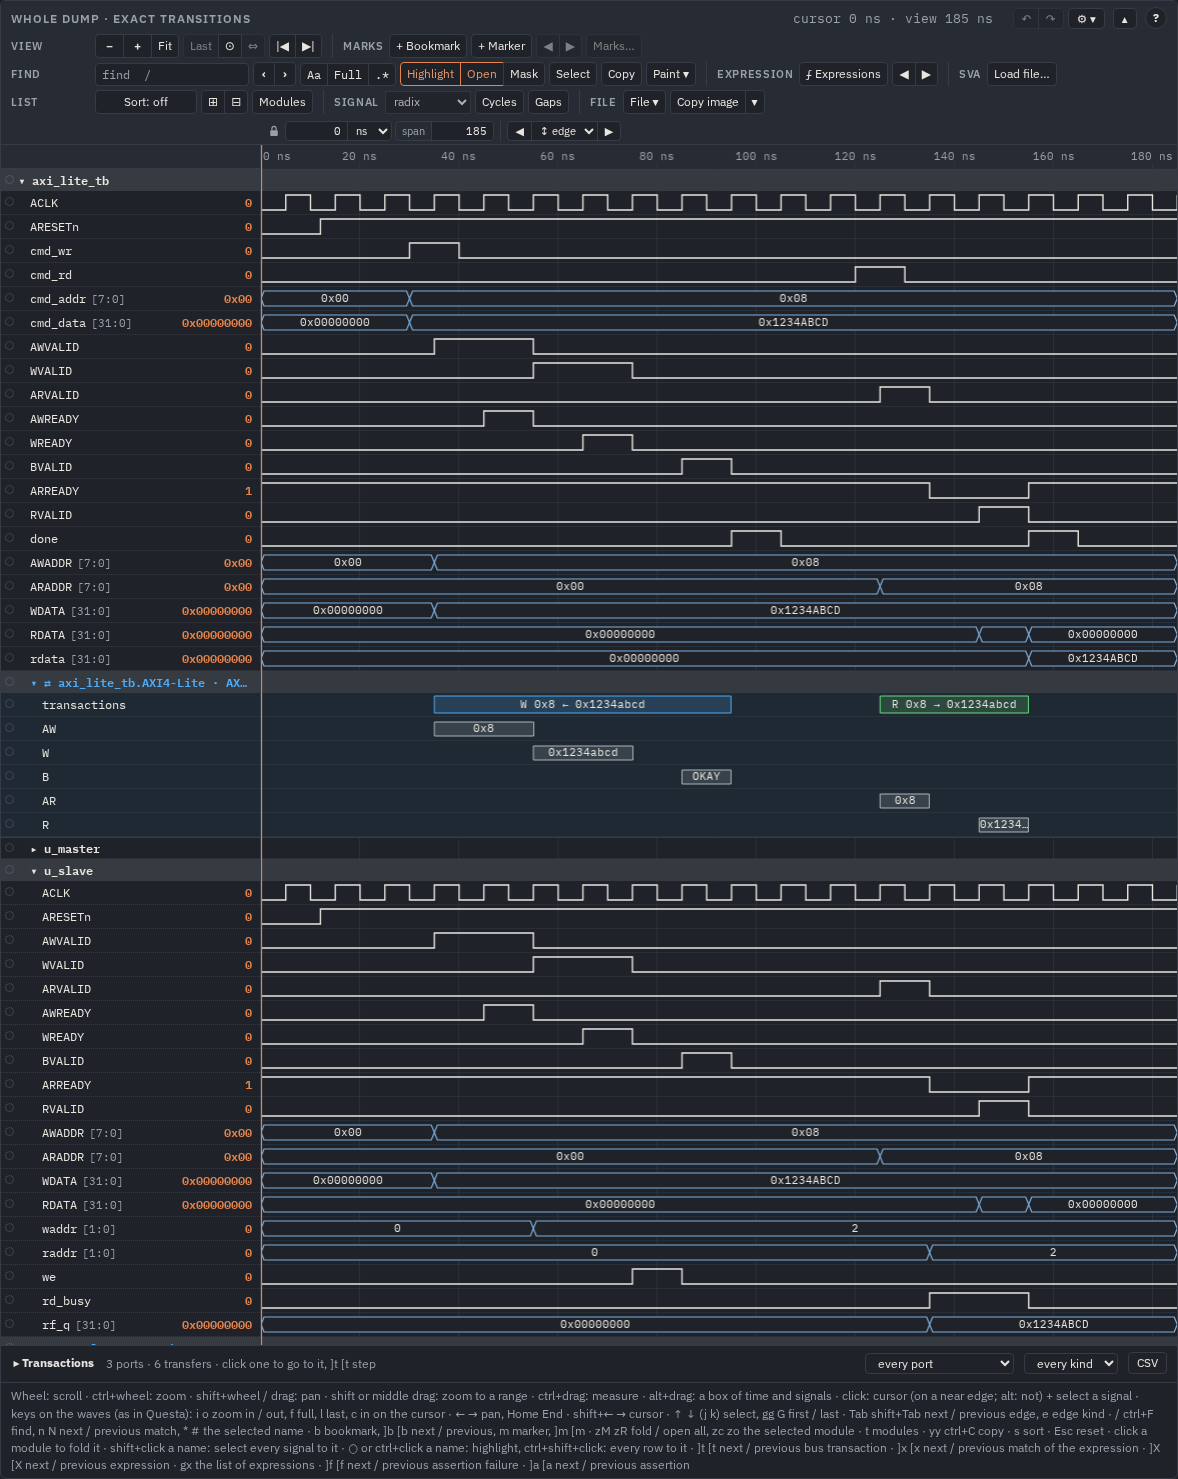 WHOLE DUMP · EXACT TRANSITIONS
cursor 0 ns · view 185 ns
↶ ↷ ⚙ ▾ ▲ ?
VIEW − + Fit Last ⊙ ⇔ |◀ ▶| MARKS + Bookmark + Marker ◀ ▶ Marks…
FIND find / ‹ › Aa Full .* Highlight Open Mask Select Copy Paint ▾ EXPRESSION ⨍ Expressions ◀ ▶ SVA Load file…
LIST Sort: off ⊞ ⊟ Modules SIGNAL radix Cycles Gaps FILE File ▾ Copy image ▾
0 ns span 185 ◀ ↕ edge ▶
0 ns 20 ns 40 ns 60 ns 80 ns 100 ns 120 ns 140 ns 160 ns 180 ns
▾ axi_lite_tb
ACLK 0
ARESETn 0
cmd_wr 0
cmd_rd 0
cmd_addr [7:0] 0x00 0x00 0x08
cmd_data [31:0] 0x00000000 0x00000000 0x1234ABCD
AWVALID 0
WVALID 0
ARVALID 0
AWREADY 0
WREADY 0
BVALID 0
ARREADY 1
RVALID 0
done 0
AWADDR [7:0] 0x00 0x00 0x08
ARADDR [7:0] 0x00 0x00 0x08
WDATA [31:0] 0x00000000 0x00000000 0x1234ABCD
RDATA [31:0] 0x00000000 0x00000000 0x00000000
rdata [31:0] 0x00000000 0x00000000 0x1234ABCD
▾ ⇄ axi_lite_tb.AXI4-Lite · AX…
transactions W 0x8 ← 0x1234abcd R 0x8 → 0x1234abcd
AW 0x8
W 0x1234abcd
B OKAY
AR 0x8
R 0x1234…
▸ u_master
▾ u_slave
ACLK 0
ARESETn 0
AWVALID 0
WVALID 0
ARVALID 0
AWREADY 0
WREADY 0
BVALID 0
ARREADY 1
RVALID 0
AWADDR [7:0] 0x00 0x00 0x08
ARADDR [7:0] 0x00 0x00 0x08
WDATA [31:0] 0x00000000 0x00000000 0x1234ABCD
RDATA [31:0] 0x00000000 0x00000000 0x00000000
waddr [1:0] 0 0 2
raddr [1:0] 0 0 2
we 0
rd_busy 0
rf_q [31:0] 0x00000000 0x00000000 0x1234ABCD
▸ Transactions 3 ports · 6 transfers · click one to go to it, ]t [t step every port every kind CSV
Wheel: scroll · ctrl+wheel: zoom · shift+wheel / drag: pan · shift or middle drag: zoom to a range · ctrl+drag: measure · alt+drag: a box of time and signals · click: cursor (on a near edge; alt: not) + select a signal ·
keys on the waves (as in Questa): i o zoom in / out, f full, l last, c in on the cursor · ←→ pan, Home End · shift+←→ cursor · ↑ ↓ (j k) select, gg G first / last · Tab shift+Tab next / previous edge, e edge kind · / ctrl+F
find, n N next / previous match, * # the selected name · b bookmark, ]b [b next / previous, m marker, ]m [m · zM zR fold / open all, zc zo the selected module · t modules · yy ctrl+C copy · s sort · Esc reset · click a
module to fold it · shift+click a name: select every signal to it · ○ or ctrl+click a name: highlight, ctrl+shift+click: every row to it · ]t [t next / previous bus transaction · ]x [x next / previous match of the expression · ]X
[X next / previous expression · gx the list of expressions · ]f [f next / previous assertion failure · ]a [a next / previous assertion